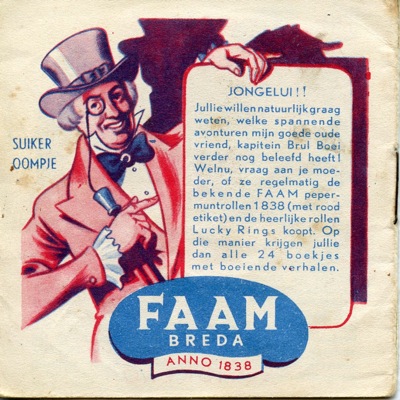 SUIKER
OOMPJE
JONGELUI!!
Jullie willen natuurlijk graag
weten, welke spannende
avonturen mijn goede oude
vriend, kapitein Brul Boei
verder nog beleefd heeft!
Welnu, vraag aan je moe-
der, of ze regelmatig de
bekende FAAM peper-
muntrollen 1838 (met rood
etiket) en de heerlijke rollen
Lucky Rings koopt. Op
die manier krijgen jullie
dan alle 24 boekjes
met boeiende verhalen.
FAAM
BREDA
ANNO 1838